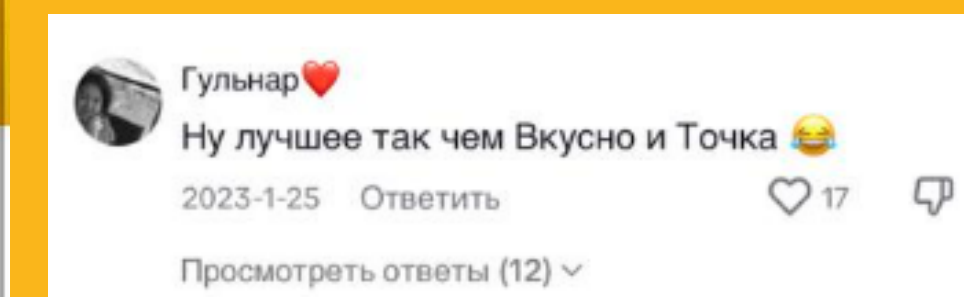 Гульнар❤️
Ну лучшее так чем Вкусно и Точка 😂
2023-1-25 Ответить 17
Просмотреть ответы (12)